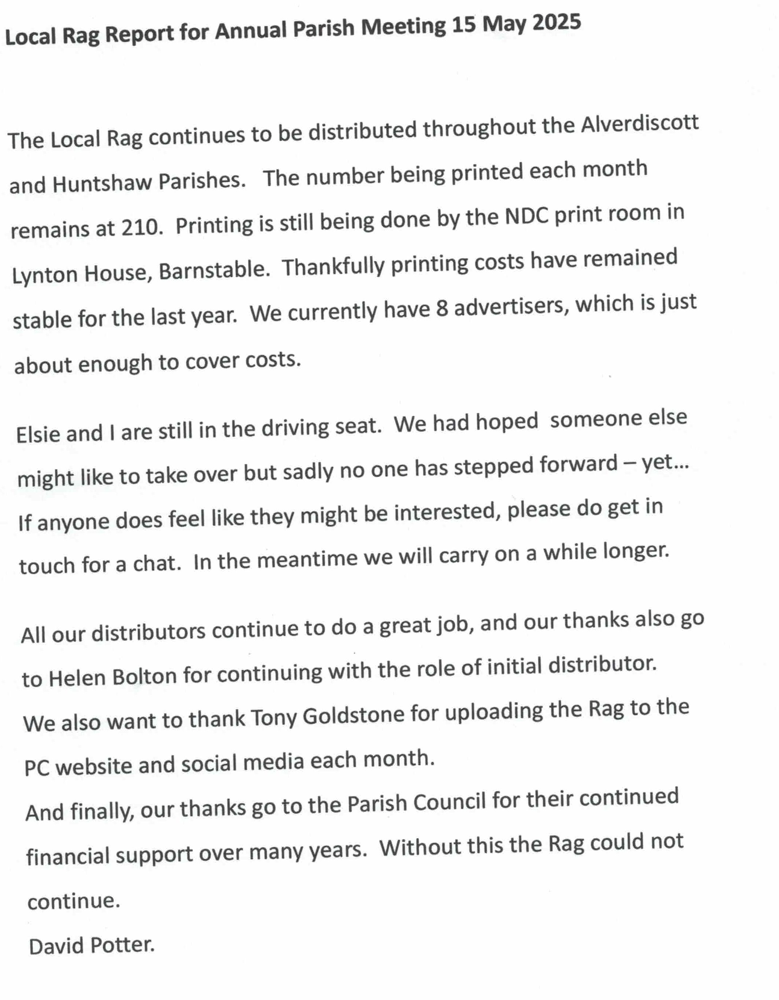 Local Rag Report for Annual Parish Meeting 15 May 2025
The Local Rag continues to be distributed throughout the Alverdiscott
and Huntshaw Parishes.  The number being printed each month
remains at 210.  Printing is still being done by the NDC print room in
Lynton House, Barnstable.  Thankfully printing costs have remained
stable for the last year.  We currently have 8 advertisers, which is just
about enough to cover costs.
Elsie and I are still in the driving seat.  We had hoped  someone else
might like to take over but sadly no one has stepped forward – yet...
If anyone does feel like they might be interested, please do get in
touch for a chat.  In the meantime we will carry on a while longer.
All our distributors continue to do a great job, and our thanks also go
to Helen Bolton for continuing with the role of initial distributor.
We also want to thank Tony Goldstone for uploading the Rag to the
PC website and social media each month.
And finally, our thanks go to the Parish Council for their continued
financial support over many years.  Without this the Rag could not
continue.
David Potter.